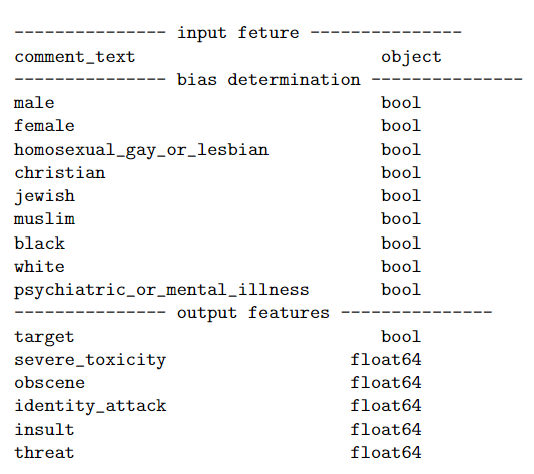 --------------- input feture ---------------
comment_text object
--------------- bias determination ---------------
male bool
female bool
homosexual_gay_or_lesbian bool
christian bool
jewish bool
muslim bool
black bool
white bool
psychiatric_or_mental_illness bool
--------------- output features ---------------
target bool
severe_toxicity float64
obscene float64
identity_attack float64
insult float64
threat float64